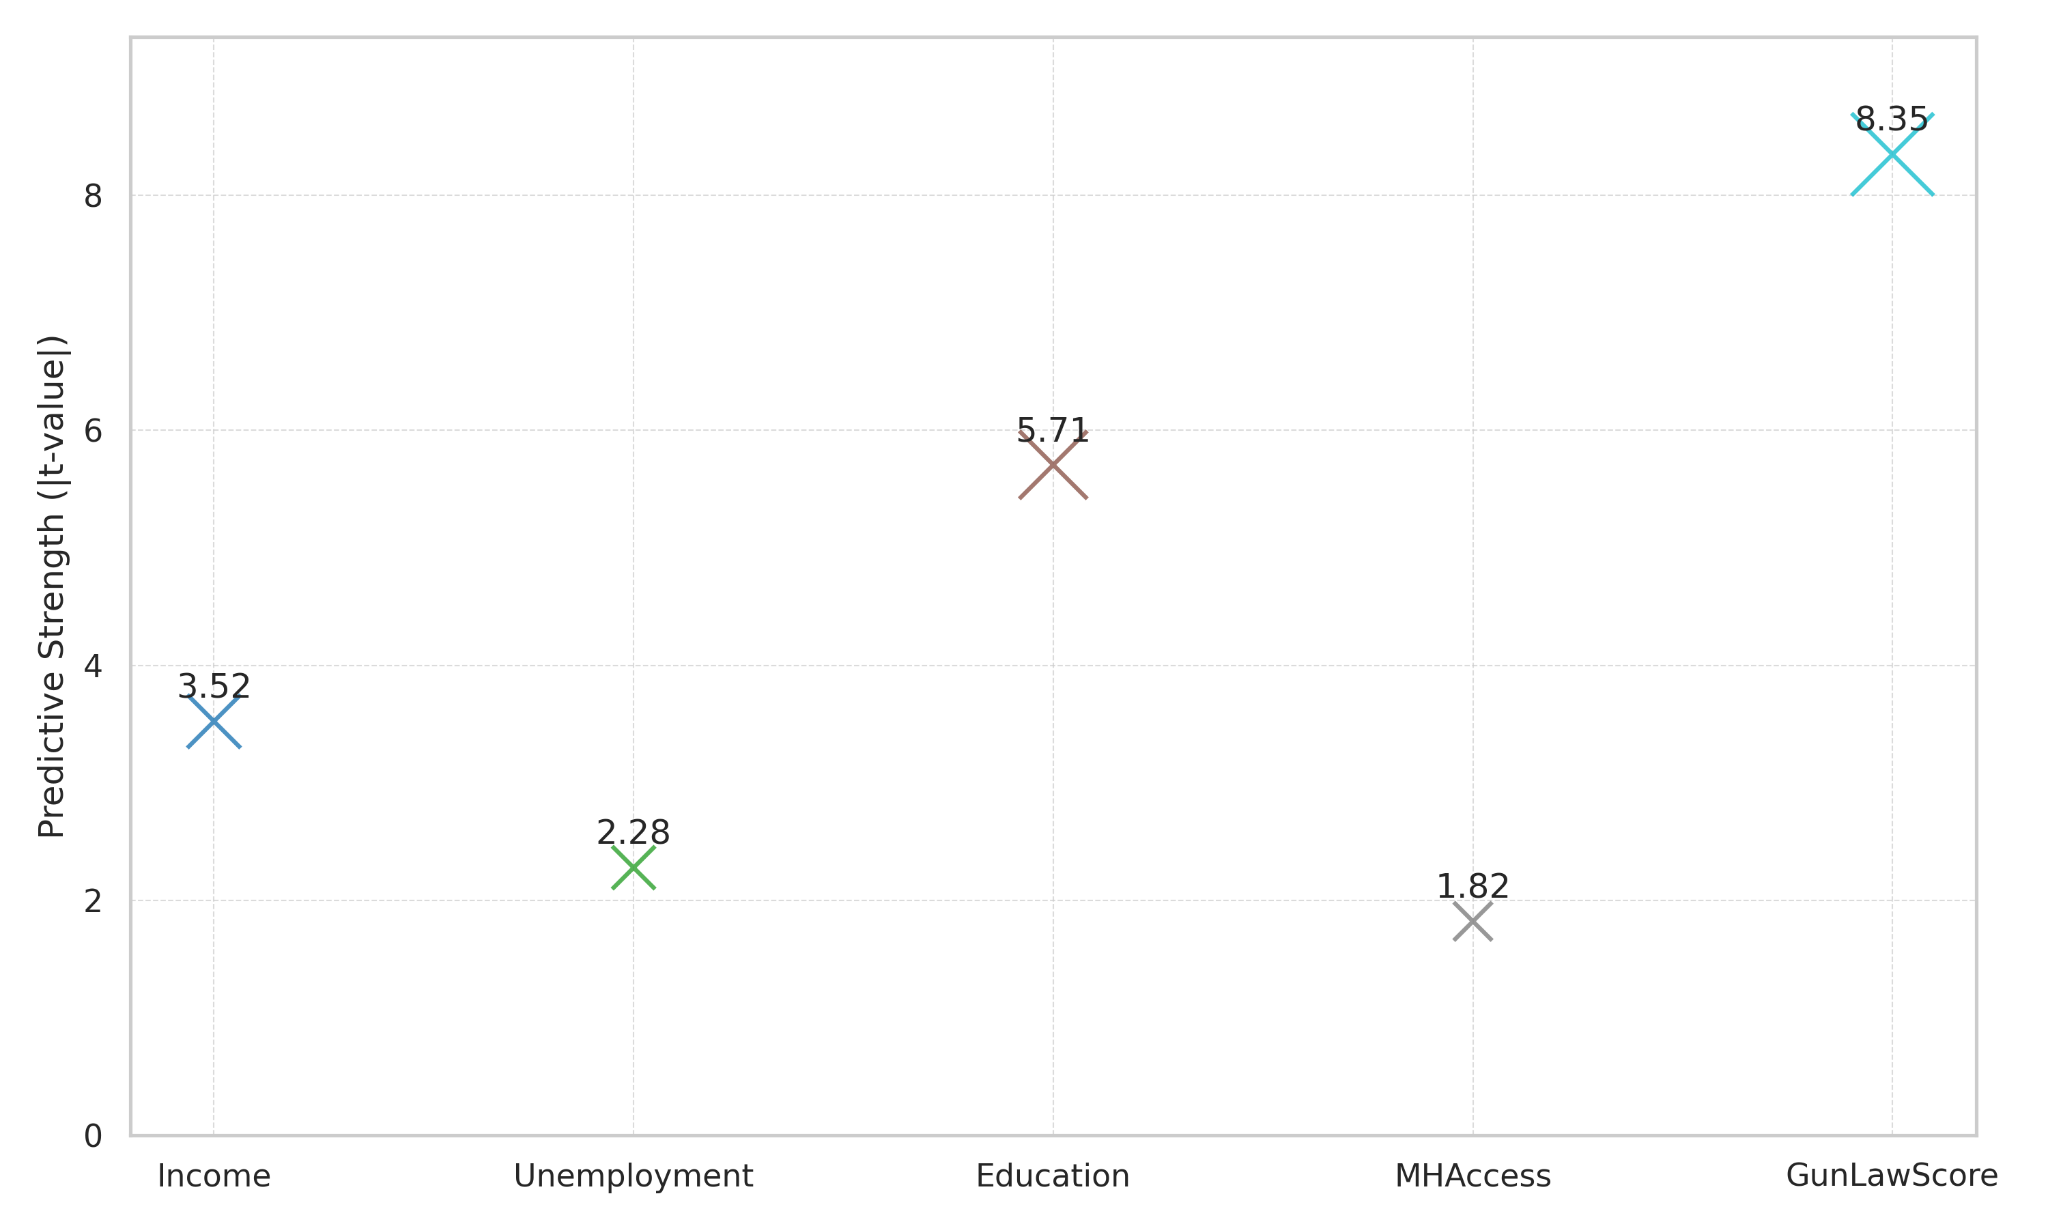 Predictive Strength (|t-value|)
8
6
4
2
0
3.52
2.28
5.71
1.82
8.35
Income
Unemployment
Education
MHAccess
GunLawScore